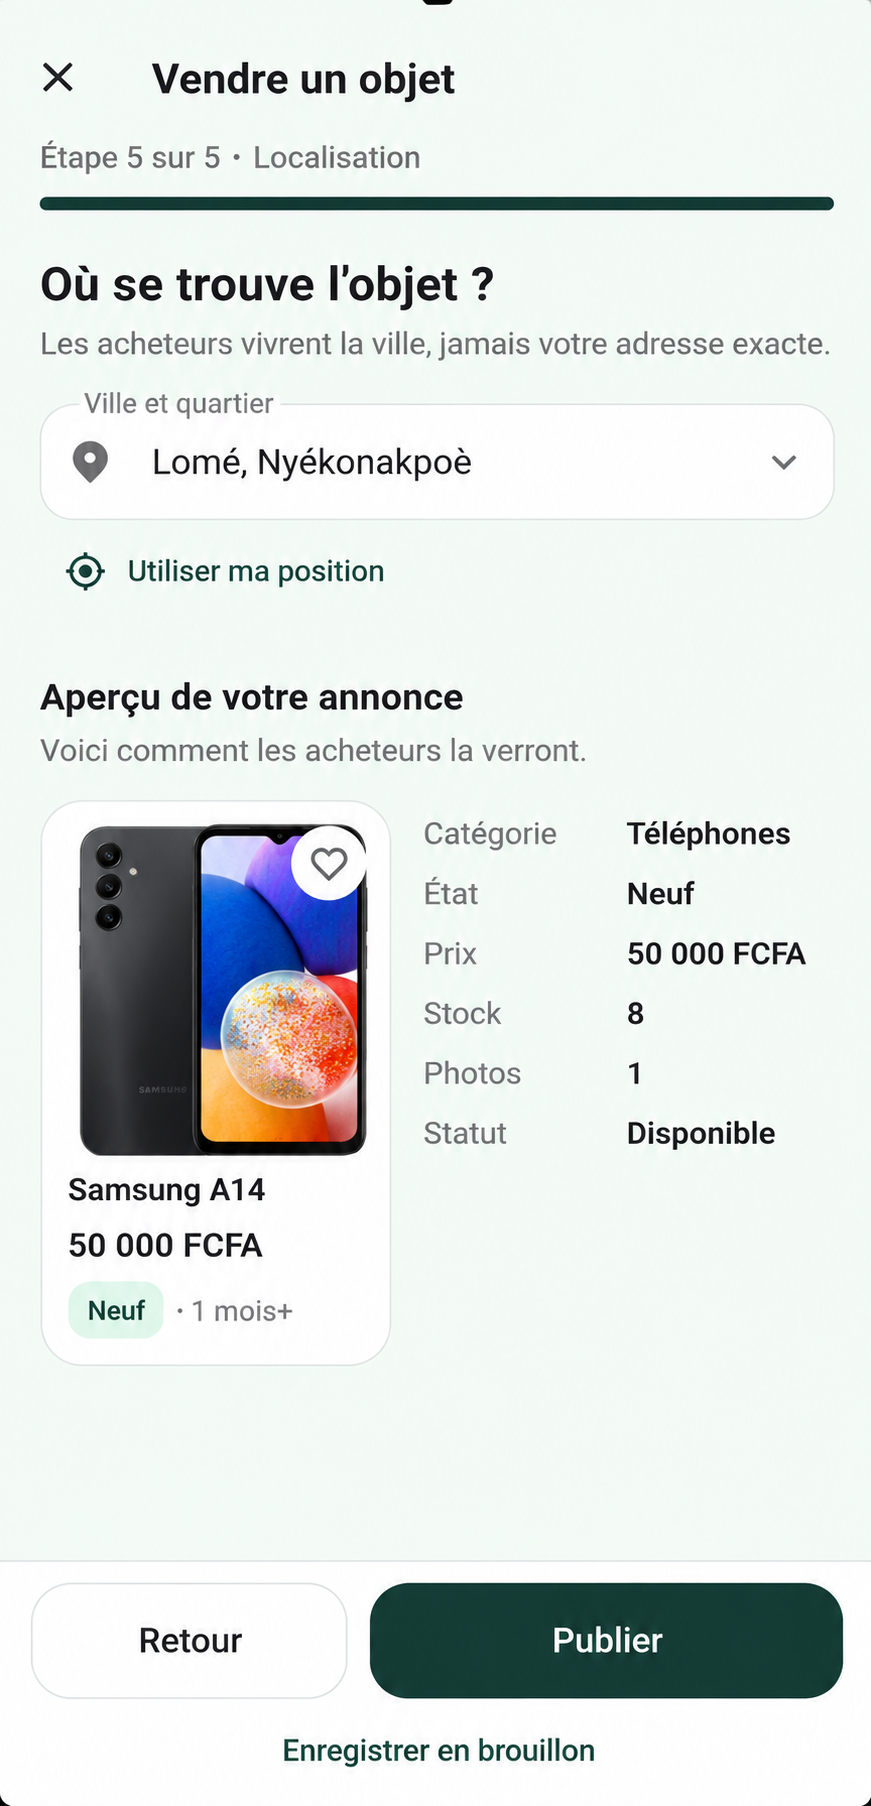 Vendre un objet
Étape 5 sur 5 • Localisation
Où se trouve l'objet ?
Les acheteurs vivrent la ville, jamais votre adresse exacte.
Ville et quartier
Lomé, Nyékonakpoè
Utiliser ma position
Aperçu de votre annonce
Voici comment les acheteurs la verront.
SAMSUNG
Samsung A14
50 000 FCFA
Neuf • 1 mois+
Catégorie Téléphones
État Neuf
Prix 50 000 FCFA
Stock 8
Photos 1
Statut Disponible
Retour
Publier
Enregistrer en brouillon